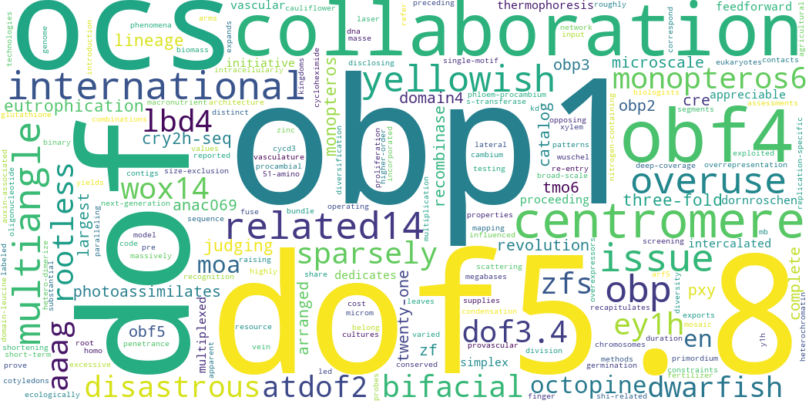 ocs collaboration
obp1
dof5.8
pdof
obf4
international
yellowish
monopteros6
centromere
overuse
issue
related14
sparsely
wox14
lbd4
rootless
multiangle
disastrous
atdof2
bifacial
octopine
dwarfish
dof3.4
zfs
obp
ey1h
en
moa
aaag
photoassimilates
eutrophication
lineage
initiative
vascular
thermophoresis
feedforward
microscale
appreciable
domain4
cry2h-seq
anac069
monopteros
recombinase
catalog
obp3
obp2
cre
tmo6
proceeding
three-fold
dornroschen
revolution
intercalated
judging
largest
arranged
dedicates
twenty-one
multiplexed
obf5
zf
simplex
pxy
complete
cauliflower
arms
laser
dna
masse
preceding
rafor
roughly
network
input
correspond
contacts
eukaryotes
single-motif
disclosing
phenomena
genome
technologies
introduction
biomass
expands
intracellularly
kingdoms
cycloheximide
macronutrient
architecture
glutathione
combinations
distinct
binary
values
reported
contigs
size-exclusion
oligonucleotide
next-generation
yields
sequence
paralleling
code
model
pre
massively
recognition
highly
raising
fuse
bundle
operating
multiplication
influenced
mapping
properties
zinc
cycd3
vasculature
procambial
51-amino
diversification
proliferation
higher-order
incorporated
phloem-procambium
s-transferase
kd
opposing
xylem
lateral
cambium
testing
patterns
wuschel
re-entry
broad-scale
segments
biologists
assessments
deep-coverage
overrepresentation
exploited
nitrogen-containing
replication-specific
agricultural
screening
mb
megabases
scattering
condensation
supplies
leaves
share
belong
cultures
cost
microm
resource
vein
penetrance
root
homo
apparent
substantial
hetero-dimerize
labeled
auxin-associated
domain-leucine
shortening
short-term
excessive
prove
cotyledons
ecologically
led
probes
varied
conserved
recapitulates
provascular
division
finger
shi-related
germination
methods
duration
chromosomes
constraints
fertilizer
primordium
exports
mosaic
diversity
overexpressors
y1h
heterochromatin